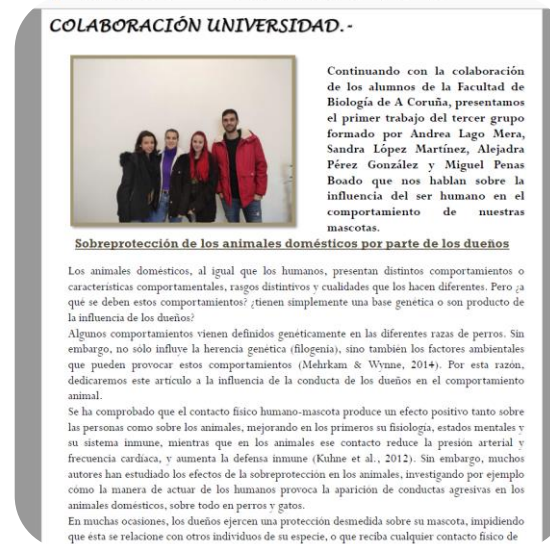 COLABORACIÓN UNIVERSIDAD.-
Continuando con la colaboración
de los alumnos de la Facultad de
Biología de A Coruña, presentamos
el primer trabajo del tercer grupo
formado por Andrea Lago Mera,
Sandra López Martínez, Alejadra
Pérez González y Miguel Penas
Boado que nos hablan sobre la
influencia del ser humano en el
comportamiento de nuestras
mascotas.
Sobreprotección de los animales domésticos por parte de los dueños
Los animales domésticos, al igual que los humanos, presentan distintos comportamientos o
características comportamentales, rasgos distintivos y cualidades que los hacen diferentes. Pero ¿a
qué se deben estos comportamientos? ¿tienen simplemente una base genética o son producto de
la influencia de los dueños?
Algunos comportamientos vienen definidos genéticamente en las diferentes razas de perros. Sin
embargo, no sólo influye la herencia genética (filogenia), sino también los factores ambientales
que pueden provocar estos comportamientos (Mehrkam & Wynne, 2014). Por esta razón,
dedicaremos este artículo a la influencia de la conducta de los dueños en el comportamiento
animal.
Se ha comprobado que el contacto físico humano-mascota produce un efecto positivo tanto sobre
las personas como sobre los animales, mejorando en los primeros su fisiología, estados mentales y
su sistema inmune, mientras que en los animales ese contacto reduce la presión arterial y
frecuencia cardíaca, y aumenta la defensa inmune (Kuhne et al., 2012). Sin embargo, muchos
autores han estudiado los efectos de la sobreprotección en los animales, investigando por ejemplo
cómo la manera de actuar de los humanos provoca la aparición de conductas agresivas en los
animales domésticos, sobre todo en perros y gatos.
En muchas ocasiones, los dueños ejercen una protección desmedida sobre su mascota, impidiendo
que ésta se relacione con otros individuos de su especie, o que reciba cualquier contacto físico de